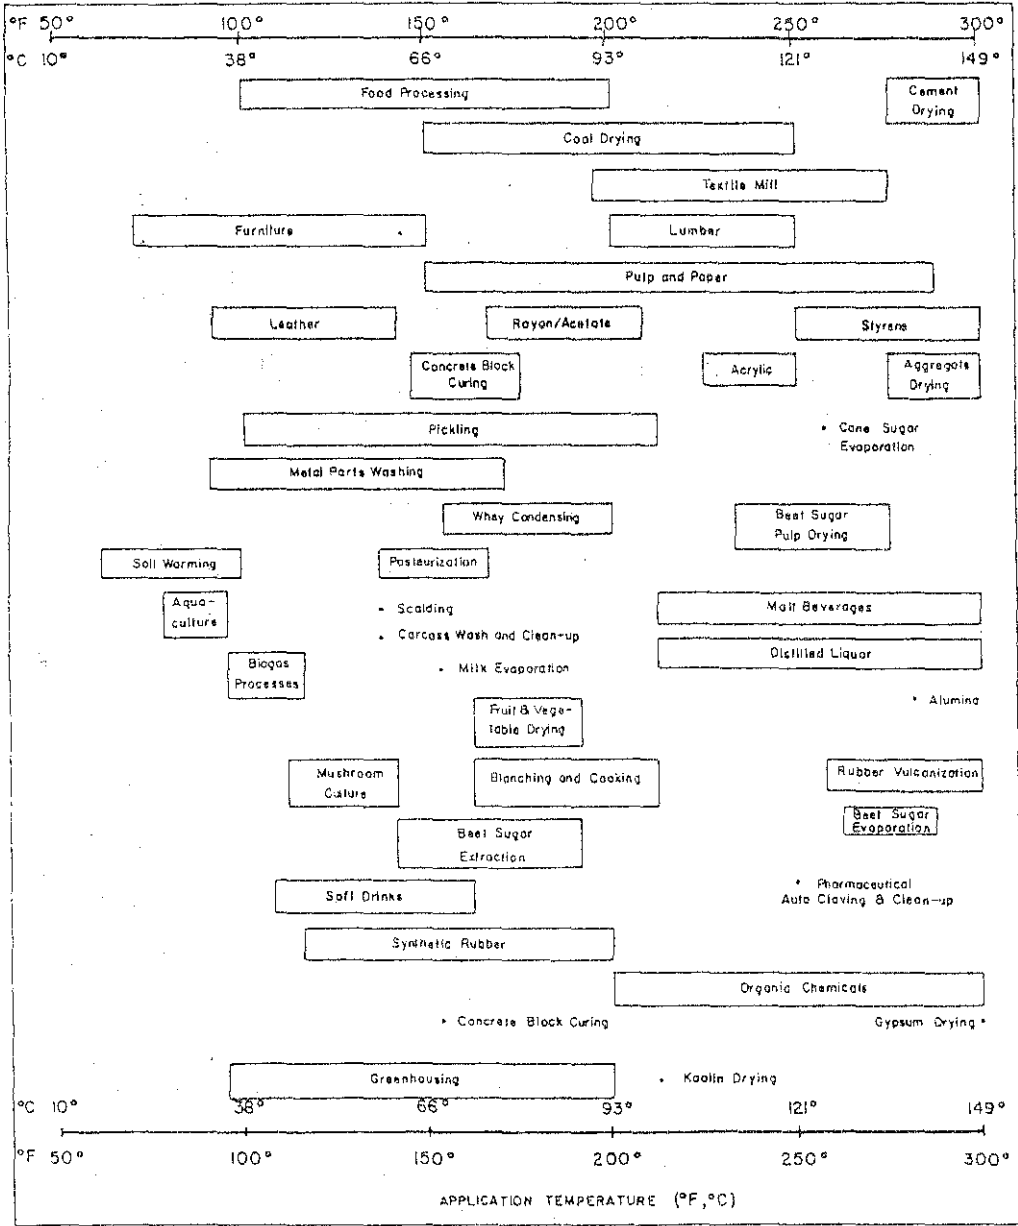 °F 50° 100° 150° 200° 250° 300°
°C 10° 38° 66° 93° 121° 149°
Food Processing
Cement
Drying
Coal Drying
Textile Mill
Furniture
Lumber
Pulp and Paper
Leather
Rayon/Acetate
Styrene
Concrete Block
Curing
Acrylic
Aggregate
Drying
Pickling
Cane Sugar
Evaporation
Metal Parts Washing
Whey Condensing
Beet Sugar
Pulp Drying
Soil Warming
Pasteurization
Aqua-
culture
Scalding
Malt Beverages
Carcass Wash and Clean-up
Distilled Liquor
Biogas
Processes
Milk Evaporation
Alumina
Fruit & Vege-
table Drying
Mushroom
Culture
Blanching and Cooking
Rubber Vulcanization
Beet Sugar
Evaporation
Beet Sugar
Extraction
Soft Drinks
Pharmaceutical
Auto Claving & Clean-up
Synthetic Rubber
Organic Chemicals
Concrete Block Curing
Gypsum Drying
Greenhousing
Kaolin Drying
°C 10° 38° 66° 93° 121° 149°
°F 50° 100° 150° 200° 250° 300°
APPLICATION TEMPERATURE (°F,°C)